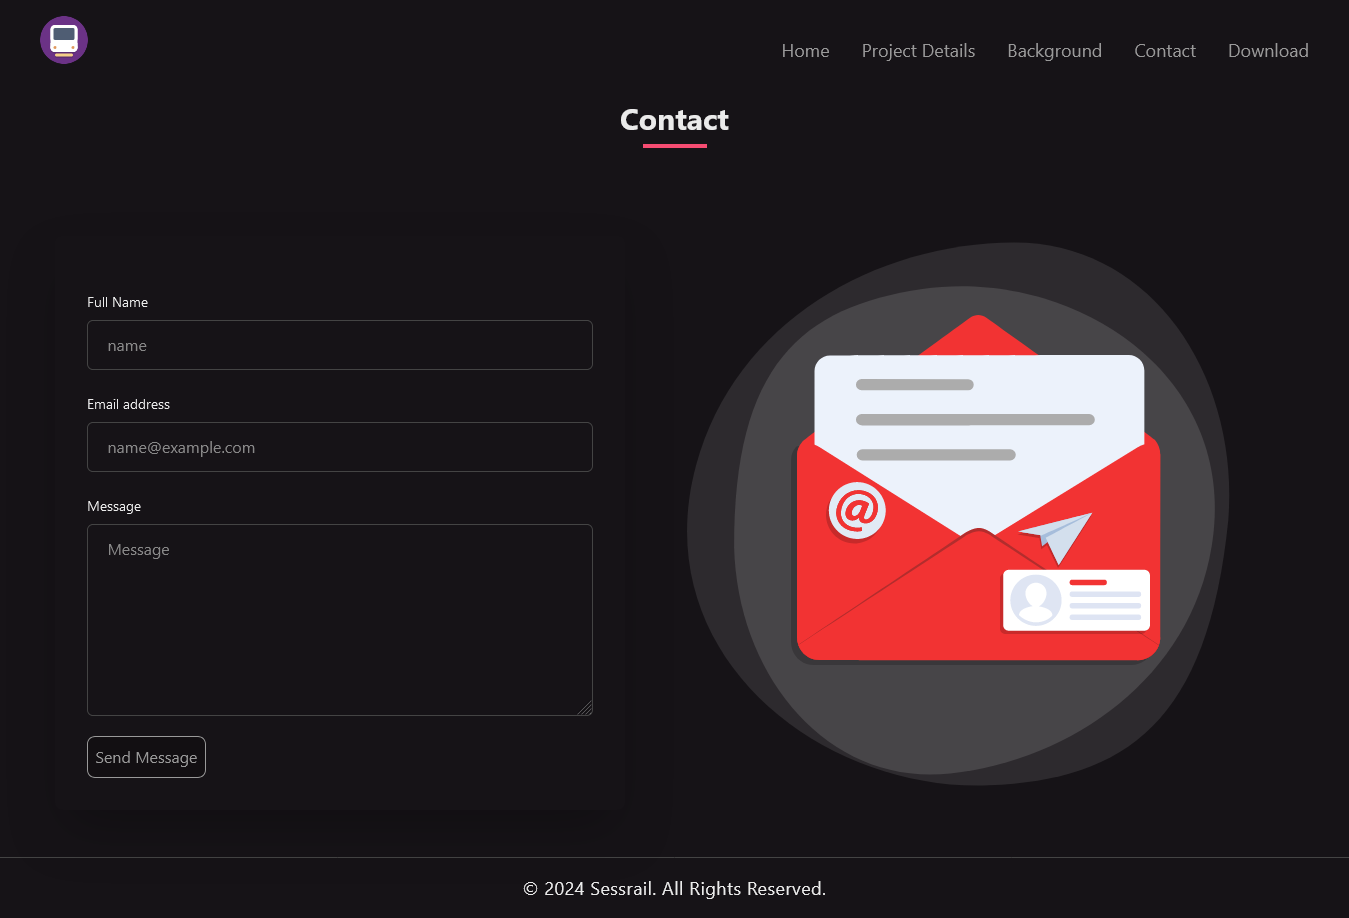 Home Project Details Background Contact Download
Contact
Full Name
name
Email address
name@example.com
Message
Message
Send Message
@
© 2024 Sessrail. All Rights Reserved.